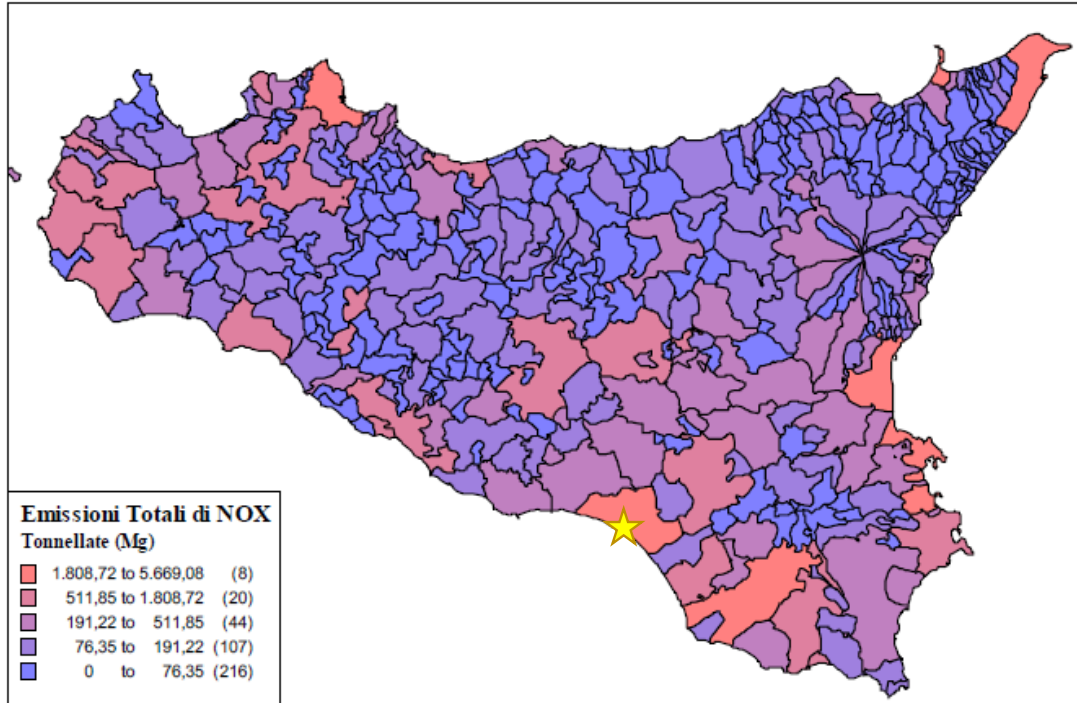 Emissioni Totali di NOX
Tonnellate (Mg)
1.808,72 to 5.669,08 (8)
511,85 to 1.808,72 (20)
191,22 to 511,85 (44)
76,35 to 191,22 (107)
0 to 76,35 (216)